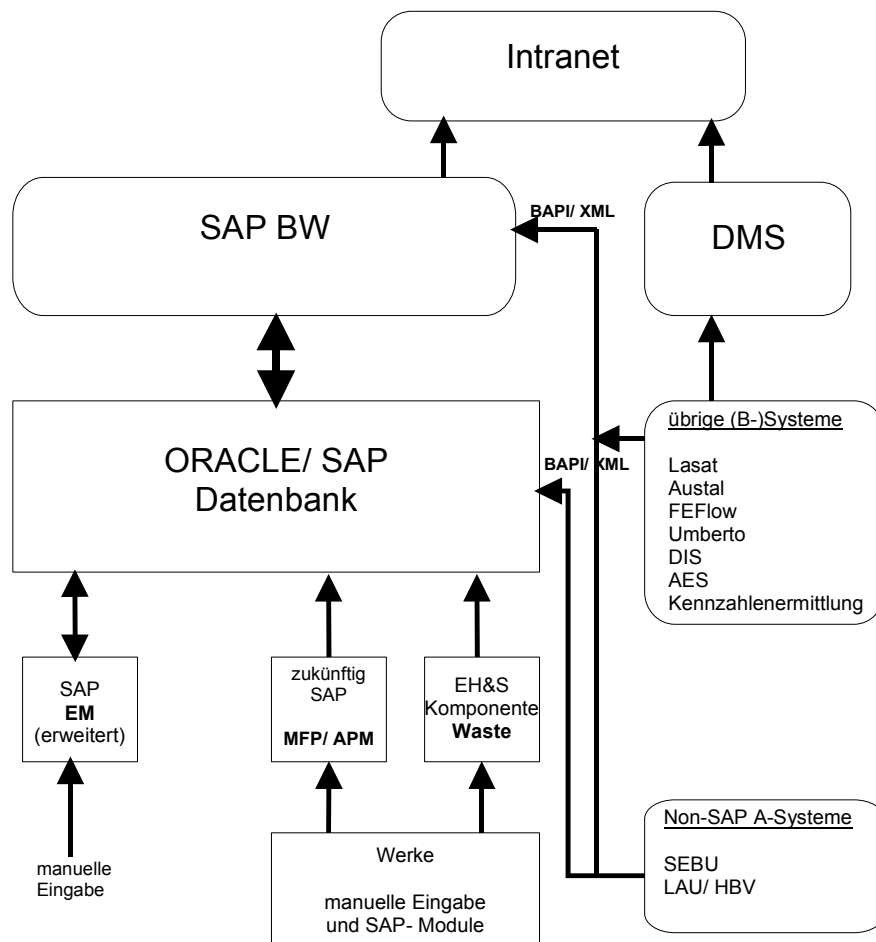 Intranet
SAP BW
BAPI/ XML
DMS
ORACLE/ SAP
Datenbank
BAPI/ XML
übrige (B-)Systeme
Lasat
Austal
FEFlow
Umberto
DIS
AES
Kennzahlenermittlung
SAP
EM
(erweitert)
zukünftig
SAP
MFP/ APM
EH&S
Komponente
Waste
manuelle
Eingabe
Werke
manuelle Eingabe
und SAP- Module
Non-SAP A-Systeme
SEBU
LAU/ HBV